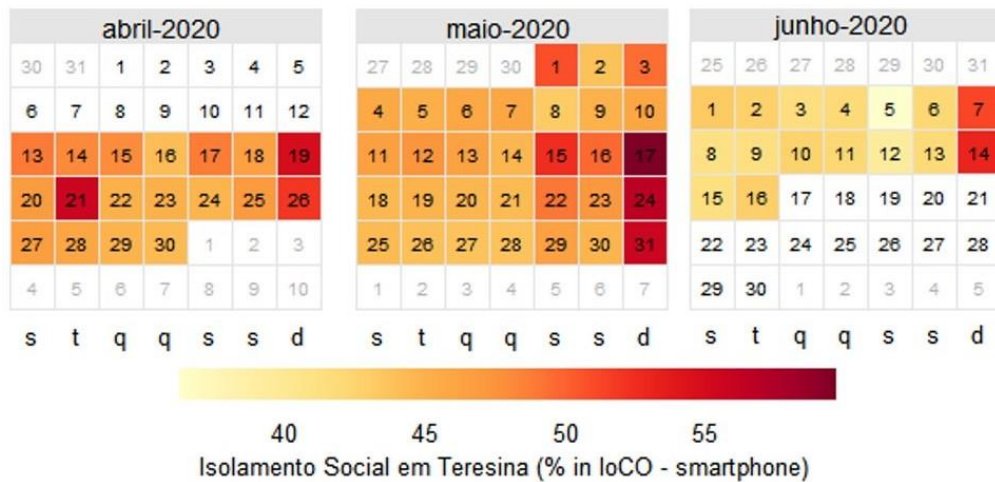 abril-2020
30 31 1 2 3 4 5
6 7 8 9 10 11 12
13 14 15 16 17 18 19
20 21 22 23 24 25 26
27 28 29 30 1 2 3
4 5 6 7 8 9 10
s t q q s s d
maio-2020
27 28 29 30 1 2 3
4 5 6 7 8 9 10
11 12 13 14 15 16 17
18 19 20 21 22 23 24
25 26 27 28 29 30 31
1 2 3 4 5 6 7
s t q q s s d
junho-2020
25 26 27 28 29 30 31
1 2 3 4 5 6 7
8 9 10 11 12 13 14
15 16 17 18 19 20 21
22 23 24 25 26 27 28
29 30 1 2 3 4 5
s t q q s s d
40 45 50 55
Isolamento Social em Teresina (% in loCO - smartphone)